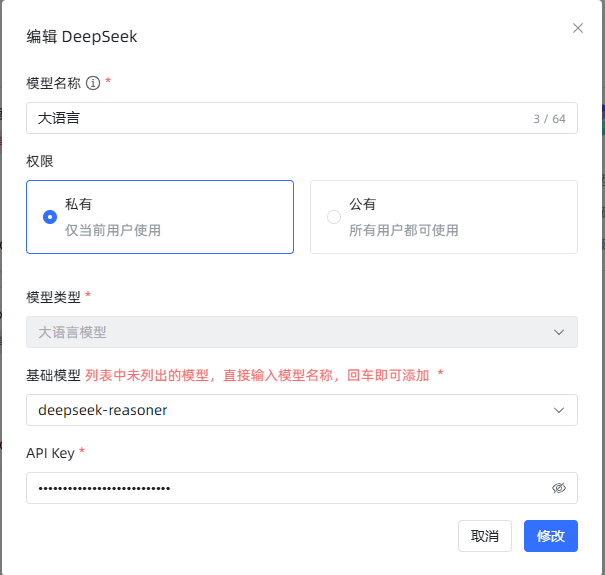 编辑 DeepSeek
模型名称 *
大语言 3 / 64
权限
私有
仅当前用户使用
公有
所有用户都可使用
模型类型 *
大语言模型
基础模型 列表中未列出的模型，直接输入模型名称，回车即可添加 *
deepseek-reasoner
API Key *
取消 修改